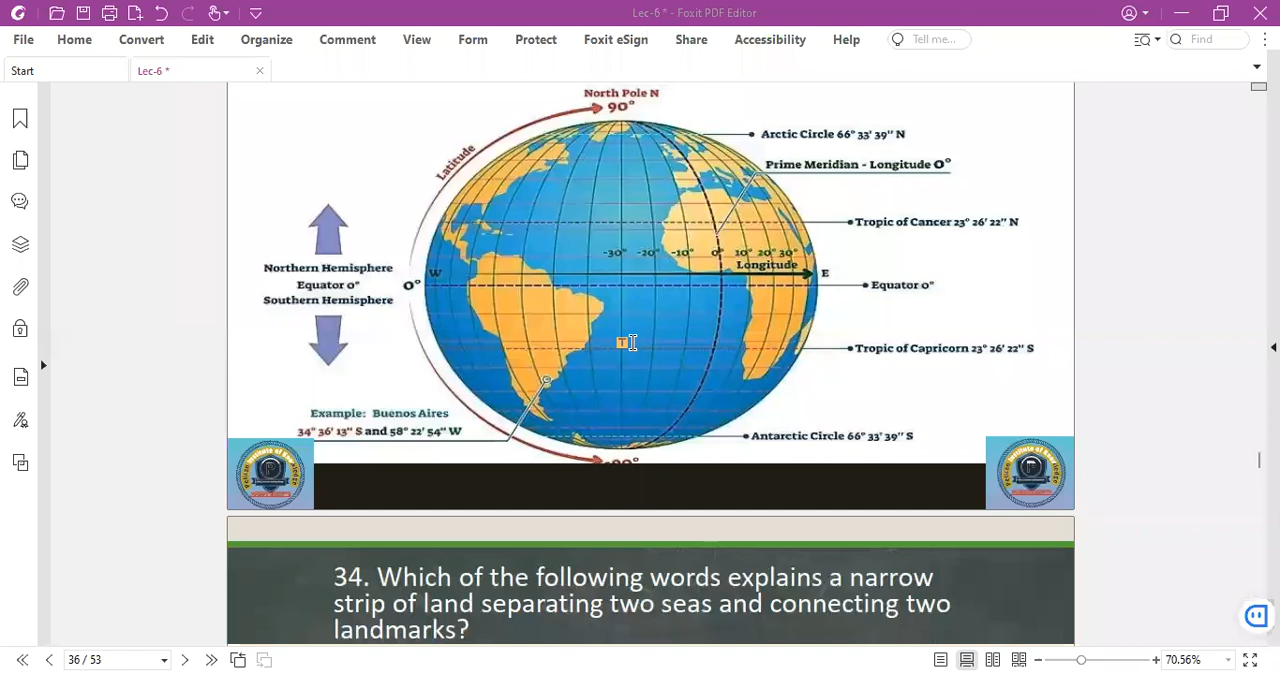 Lec-6 * - Foxit PDF Editor
File Home Convert Edit Organize Comment View Form Protect Foxit eSign Share Accessibility Help Tell me... Find
Start Lec-6 *
North Pole N
90°
Latitude
Arctic Circle 66° 33' 39" N
Prime Meridian - Longitude 0°
Tropic of Cancer 23° 26' 22" N
-30° -20° -10° 0° 10° 20° 30°
Longitude
W E
Northern Hemisphere
Equator 0°
Southern Hemisphere
0°
Equator 0°
T
Tropic of Capricorn 23° 26' 22" S
Example: Buenos Aires
34° 36' 13" S and 58° 22' 54" W
Antarctic Circle 66° 33' 39" S
-90°
34. Which of the following words explains a narrow
strip of land separating two seas and connecting two
landmarks?
36 / 53
70.56%